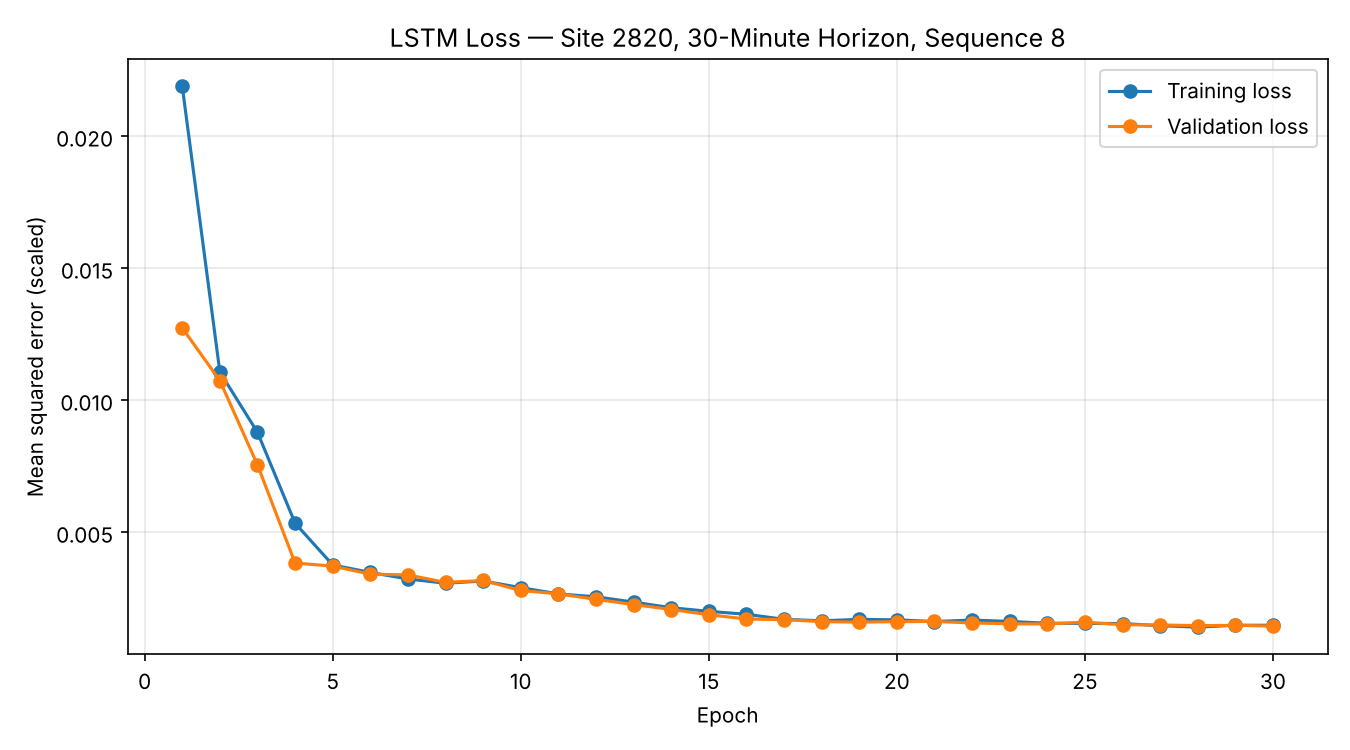 LSTM Loss — Site 2820, 30-Minute Horizon, Sequence 8
Training loss
Validation loss
Mean squared error (scaled)
0.020
0.015
0.010
0.005
0 5 10 15 20 25 30
Epoch